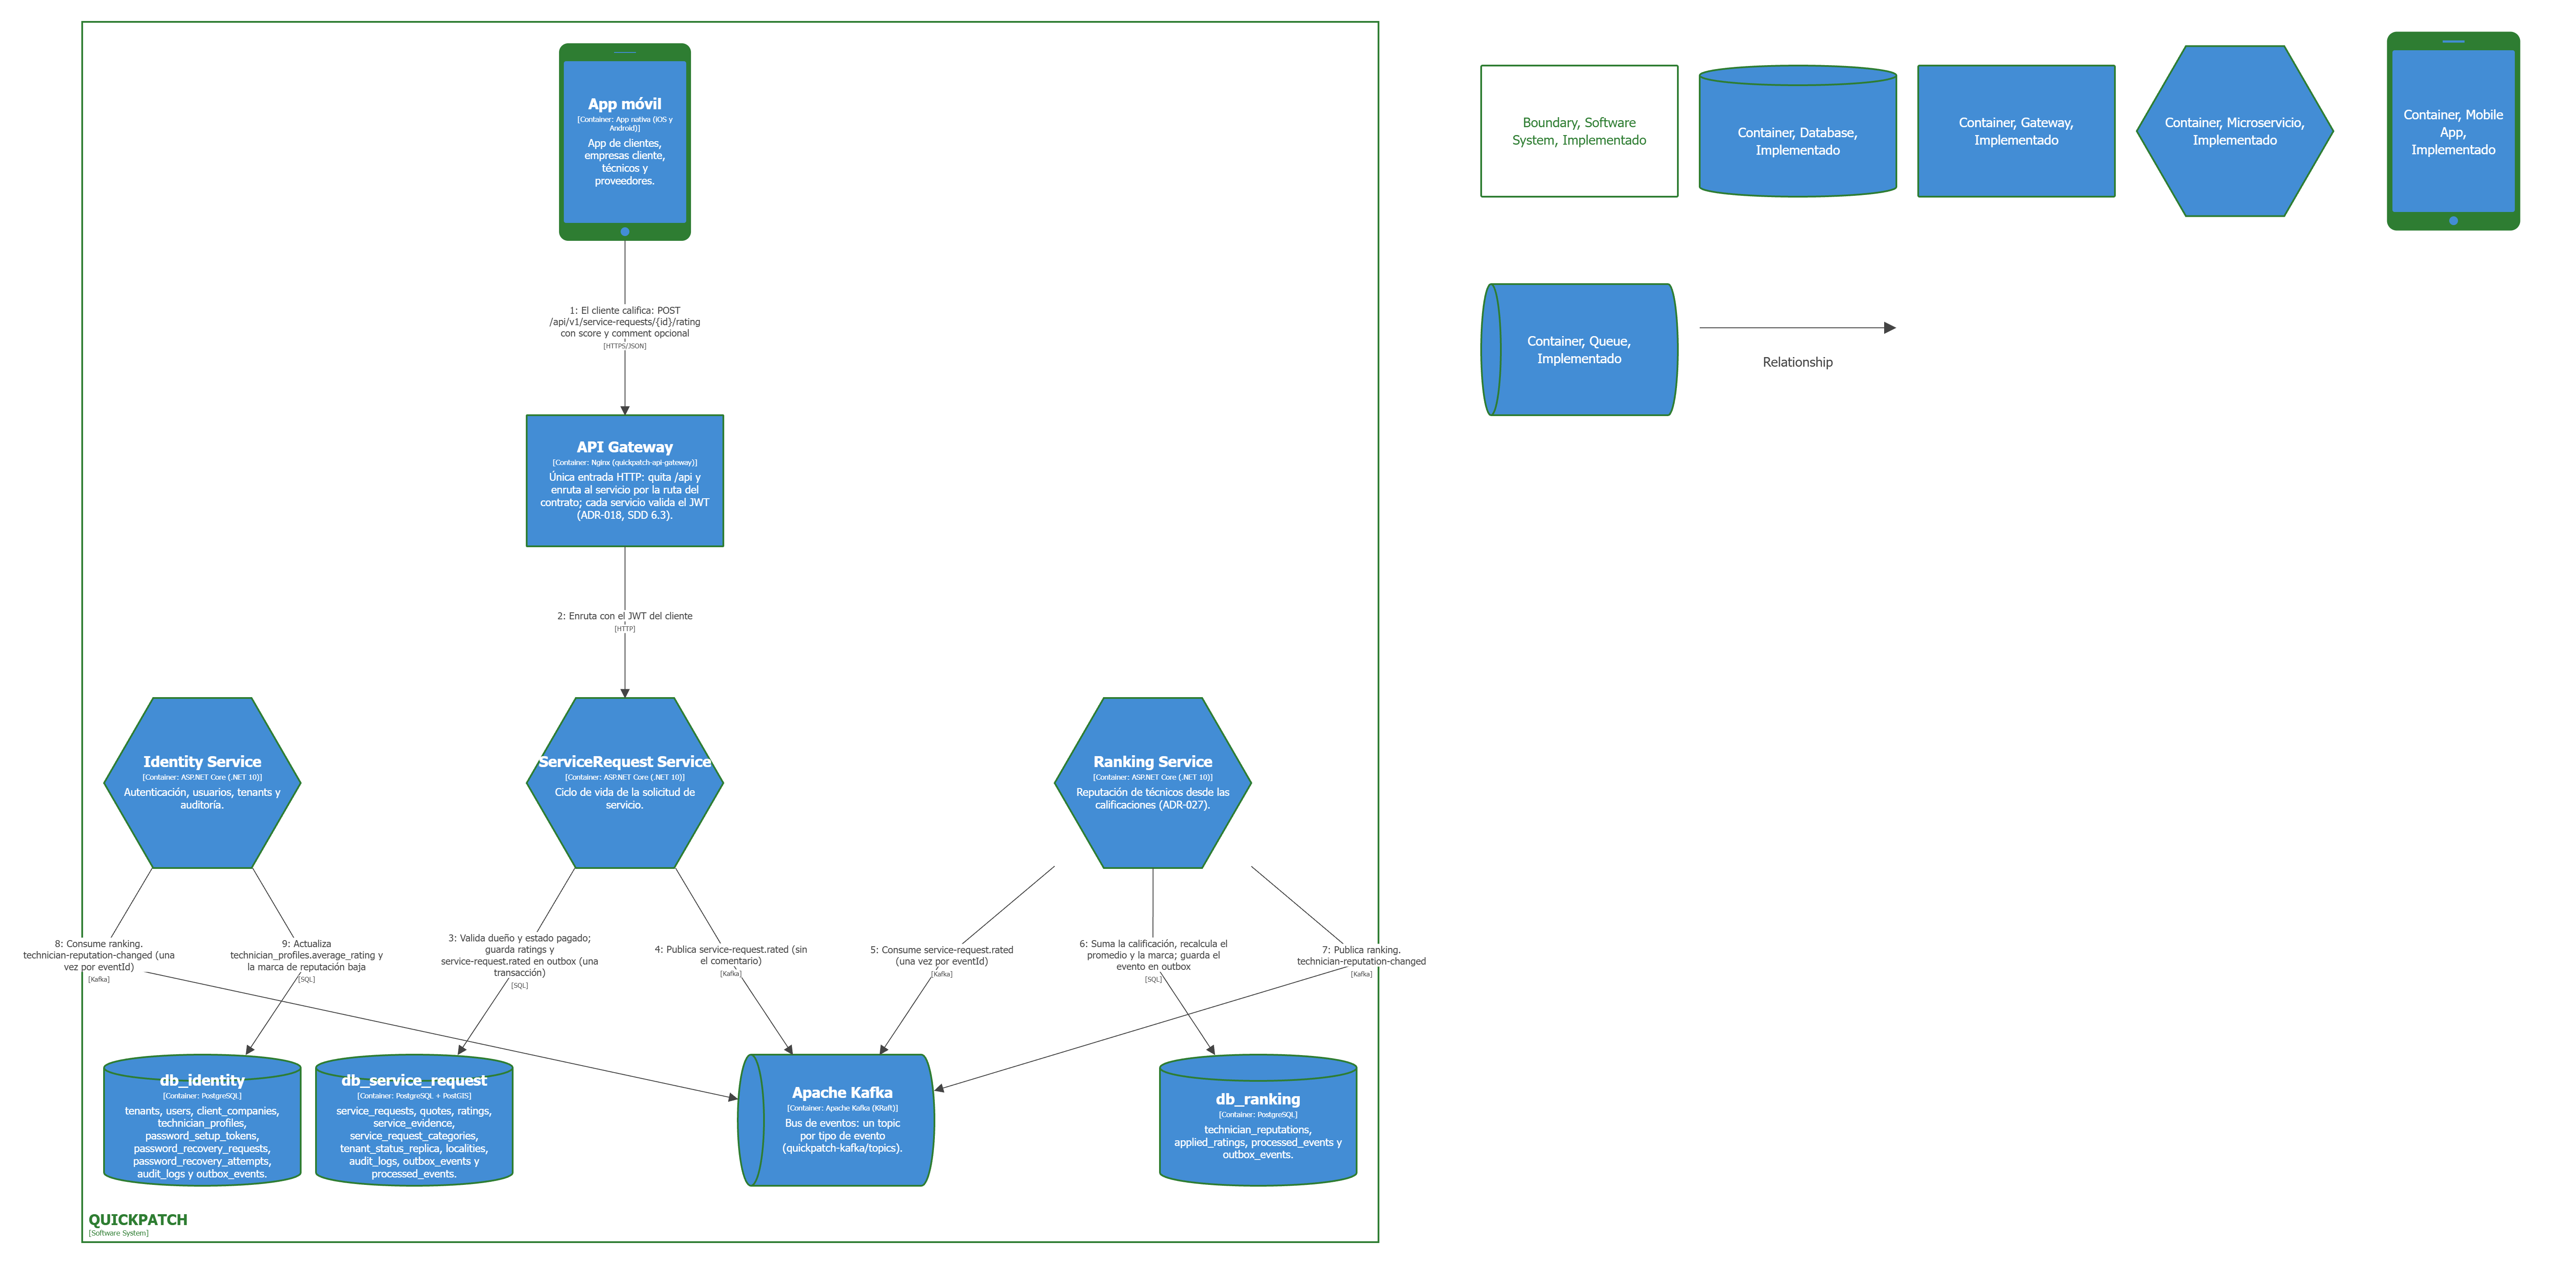 App móvil
[Container: App nativa (iOS y
Android)]
App de clientes,
empresas cliente,
técnicos y
proveedores.
1: El cliente califica: POST
/api/v1/service-requests/{id}/rating
con score y comment opcional
[HTTPS/JSON]
API Gateway
[Container: Nginx (quickpatch-api-gateway)]
Única entrada HTTP: quita /api y
enruta al servicio por la ruta del
contrato; cada servicio valida el JWT
(ADR-018, SDD 6.3).
2: Enruta con el JWT del cliente
[HTTP]
Identity Service
[Container: ASP.NET Core (.NET 10)]
Autenticación, usuarios, tenants y
auditoría.
ServiceRequest Service
[Container: ASP.NET Core (.NET 10)]
Ciclo de vida de la solicitud de
servicio.
Ranking Service
[Container: ASP.NET Core (.NET 10)]
Reputación de técnicos desde las
calificaciones (ADR-027).
8: Consume ranking.
technician-reputation-changed (una
vez por eventId)
[Kafka]
9: Actualiza
technician_profiles.average_rating y
la marca de reputación baja
[SQL]
3: Valida dueño y estado pagado;
guarda ratings y
service-request.rated en outbox (una
transacción)
[SQL]
4: Publica service-request.rated (sin
el comentario)
[Kafka]
5: Consume service-request.rated
(una vez por eventId)
[Kafka]
6: Suma la calificación, recalcula el
promedio y la marca; guarda el
evento en outbox
[SQL]
7: Publica ranking.
technician-reputation-changed
[Kafka]
db_identity
[Container: PostgreSQL]
tenants, users, client_companies,
technician_profiles,
password_setup_tokens,
password_recovery_requests,
password_recovery_attempts,
audit_logs y outbox_events.
db_service_request
[Container: PostgreSQL + PostGIS]
service_requests, quotes, ratings,
service_evidence,
service_request_categories,
tenant_status_replica, localities,
audit_logs, outbox_events y
processed_events.
Apache Kafka
[Container: Apache Kafka (KRaft)]
Bus de eventos: un topic
por tipo de evento
(quickpatch-kafka/topics).
db_ranking
[Container: PostgreSQL]
technician_reputations,
applied_ratings, processed_events y
outbox_events.
QUICKPATCH
[Software System]
Boundary, Software
System, Implementado
Container, Database,
Implementado
Container, Gateway,
Implementado
Container, Microservicio,
Implementado
Container, Mobile
App,
Implementado
Container, Queue,
Implementado
Relationship